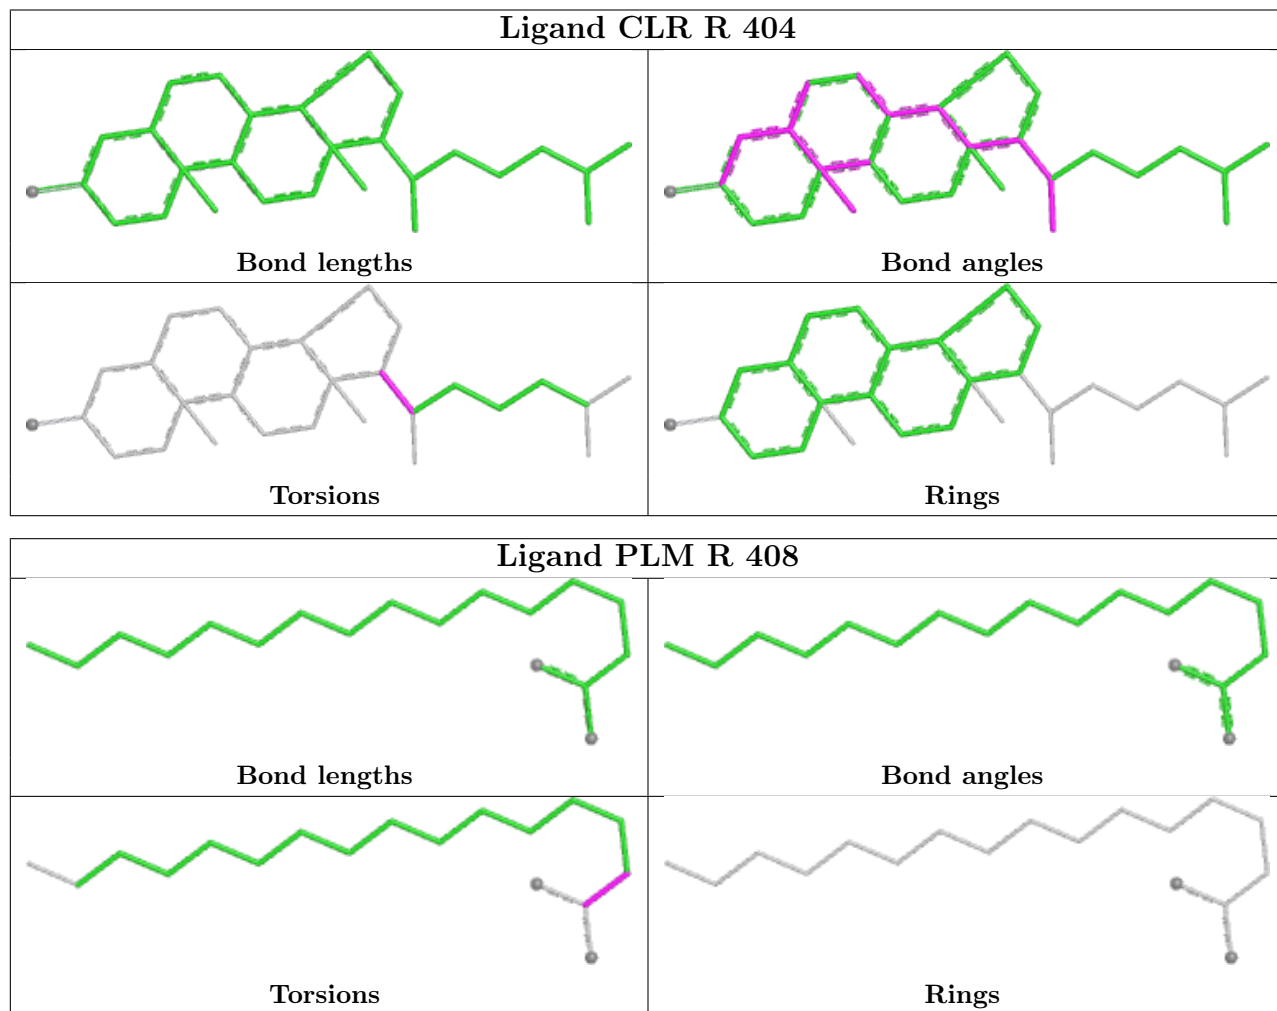 Ligand CLR R 404
Bond lengths
Bond angles
Torsions
Rings
Ligand PLM R 408
Bond lengths
Bond angles
Torsions
Rings